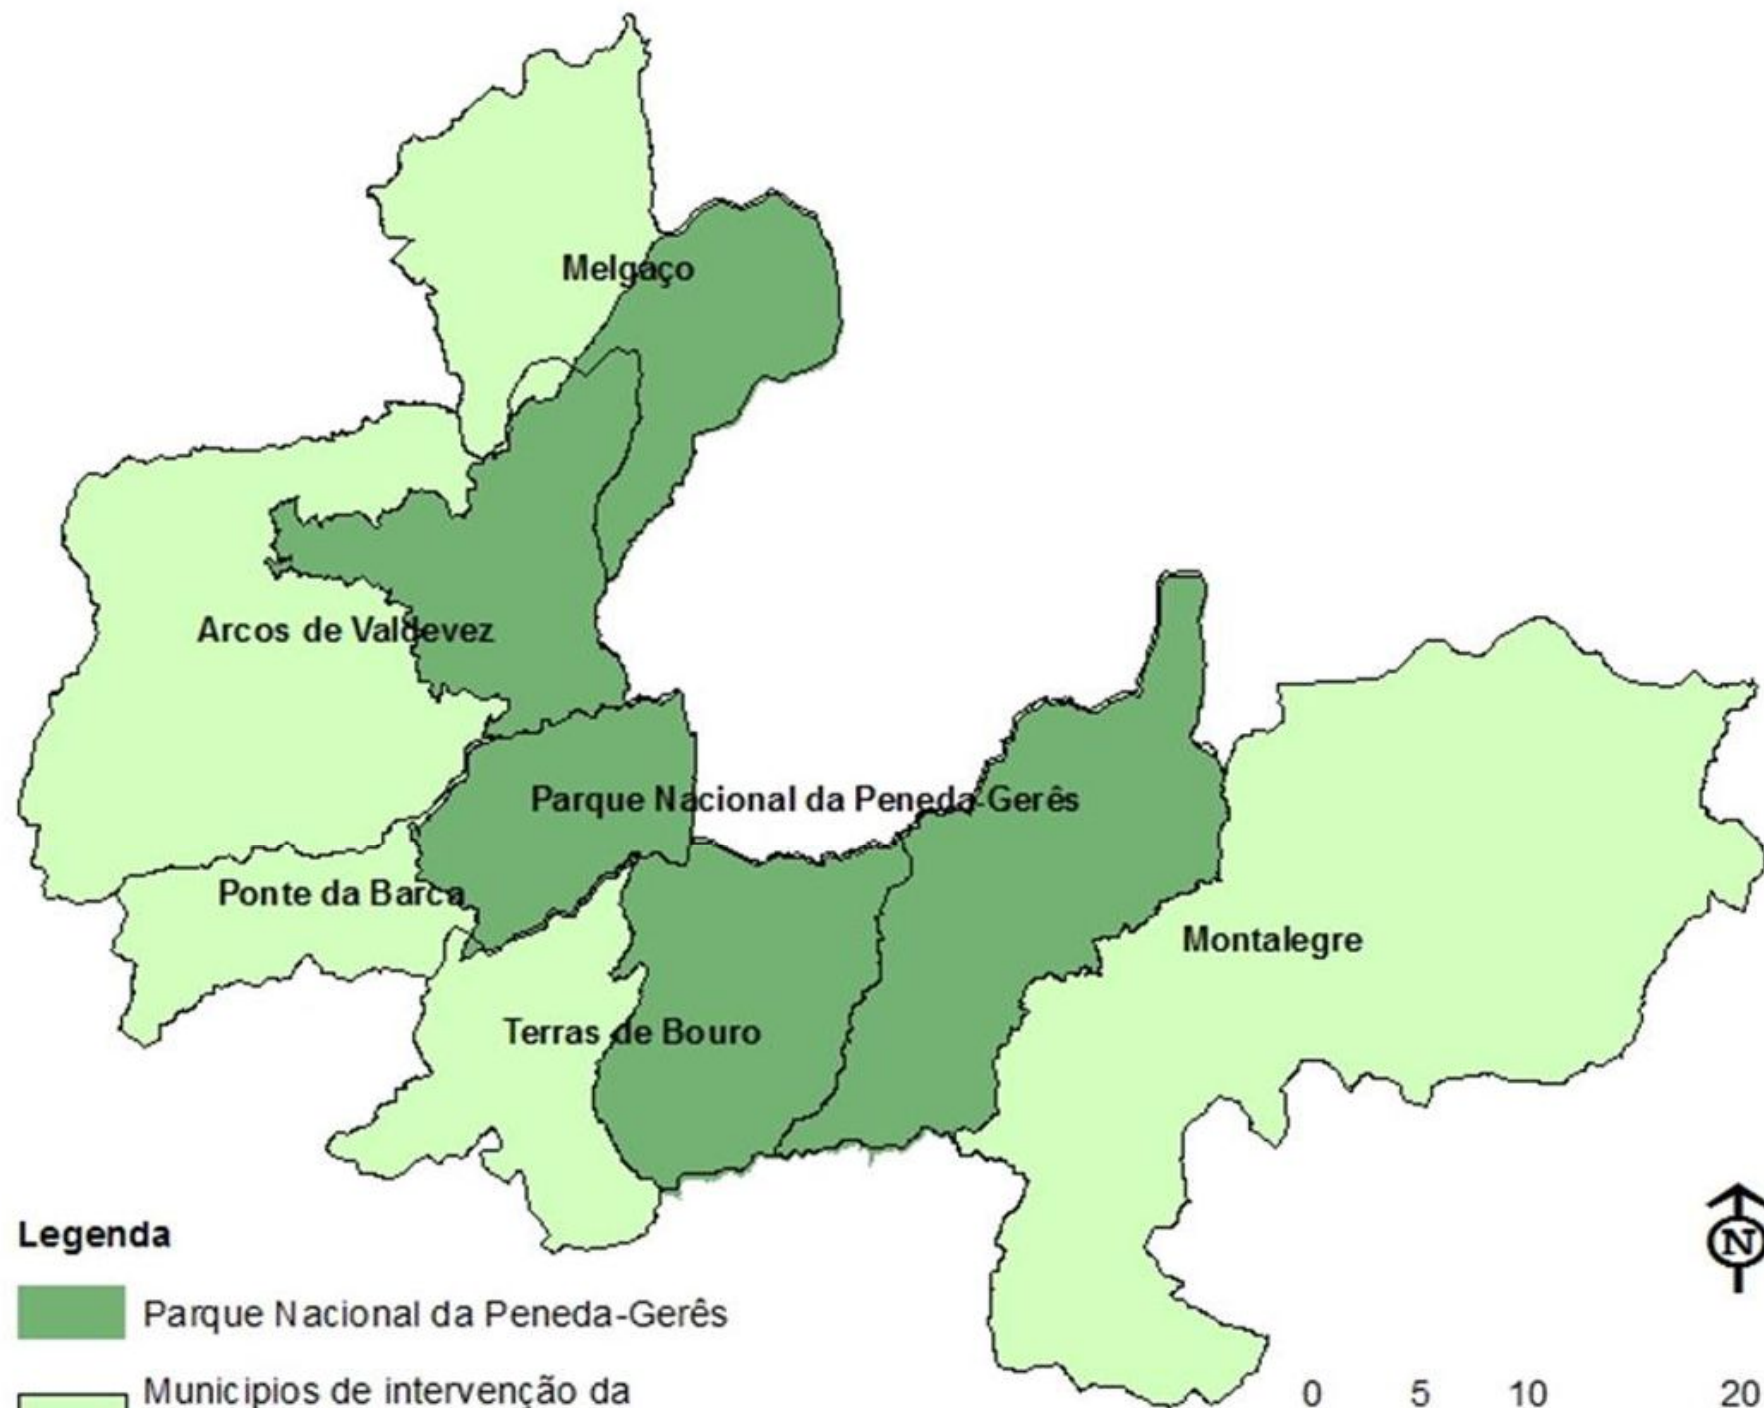 Melgaço
Arcos de Valdevez
Parque Nacional da Peneda-Gerês
Ponte da Barca
Montalegre
Terras de Bouro
N
Legenda
Parque Nacional da Peneda-Gerês
Municipios de intervenção da
0 5 10 20